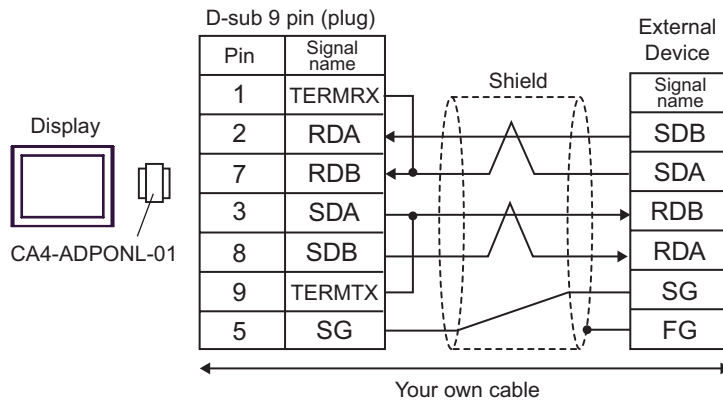 D-sub 9 pin (plug)
External
Device
Pin
Signal
name
Shield
Signal
name
1
TERMRX
Display
2
RDA
SDB
7
RDB
SDA
3
SDA
RDB
CA4-ADPONL-01
8
SDB
RDA
9
TERMTX
SG
5
SG
FG
Your own cable